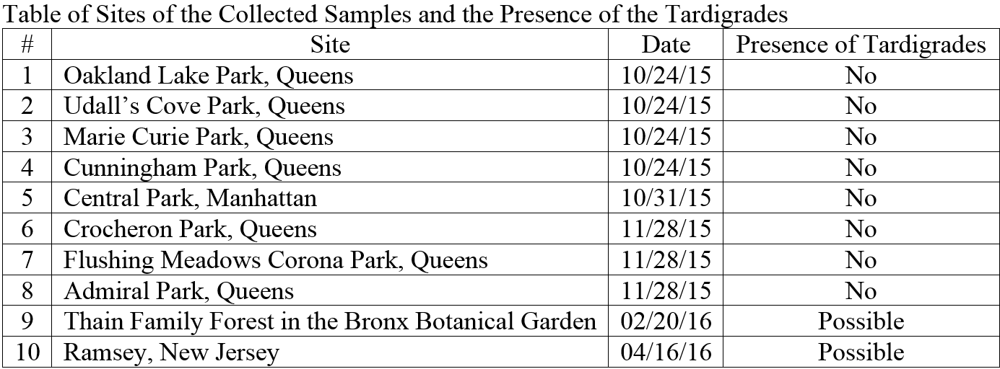 Table of Sites of the Collected Samples and the Presence of the Tardigrades
# Site Date Presence of Tardigrades
1 Oakland Lake Park, Queens 10/24/15 No
2 Udall’s Cove Park, Queens 10/24/15 No
3 Marie Curie Park, Queens 10/24/15 No
4 Cunningham Park, Queens 10/24/15 No
5 Central Park, Manhattan 10/31/15 No
6 Crocheron Park, Queens 11/28/15 No
7 Flushing Meadows Corona Park, Queens 11/28/15 No
8 Admiral Park, Queens 11/28/15 No
9 Thain Family Forest in the Bronx Botanical Garden 02/20/16 Possible
10 Ramsey, New Jersey 04/16/16 Possible